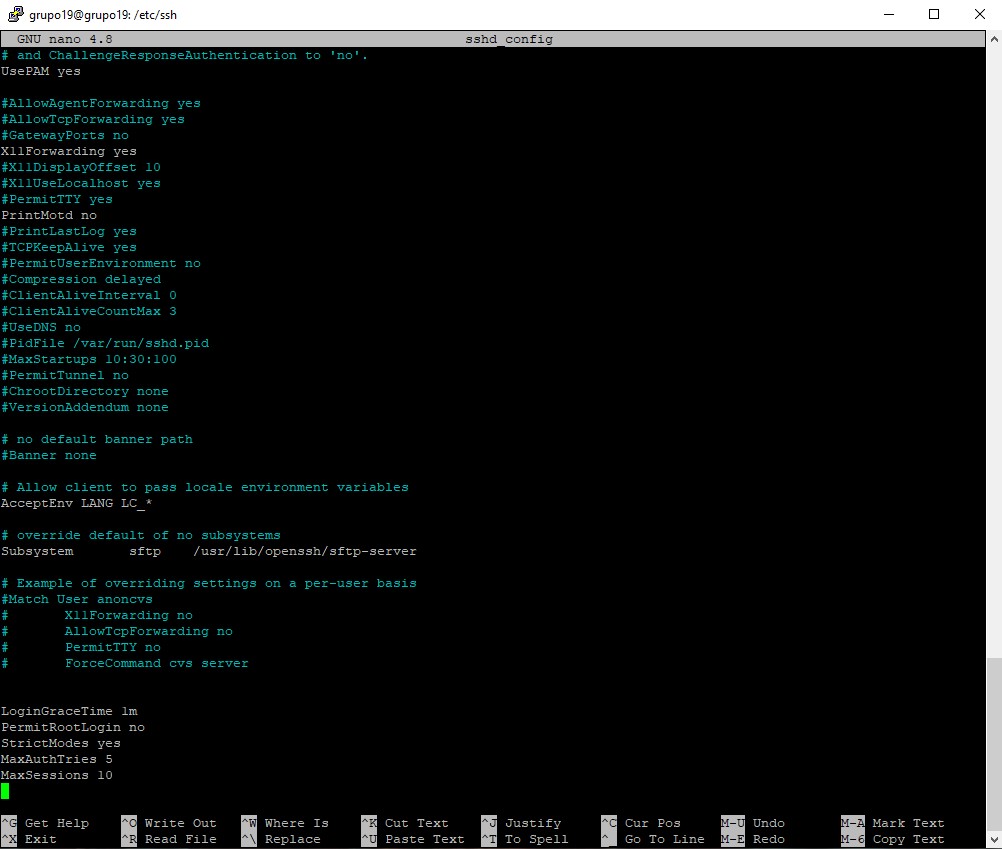 grupo19@grupo19: /etc/ssh
GNU nano 4.8 sshd_config
# and ChallengeResponseAuthentication to 'no'.
UsePAM yes
#AllowAgentForwarding yes
#AllowTcpForwarding yes
#GatewayPorts no
X11Forwarding yes
#X11DisplayOffset 10
#X11UseLocalhost yes
#PermitTTY yes
PrintMotd no
#PrintLastLog yes
#TCPKeepAlive yes
#PermitUserEnvironment no
#Compression delayed
#ClientAliveInterval 0
#ClientAliveCountMax 3
#UseDNS no
#PidFile /var/run/sshd.pid
#MaxStartups 10:30:100
#PermitTunnel no
#ChrootDirectory none
#VersionAddendum none
# no default banner path
#Banner none
# Allow client to pass locale environment variables
AcceptEnv LANG LC_*
# override default of no subsystems
Subsystem sftp /usr/lib/openssh/sftp-server
# Example of overriding settings on a per-user basis
#Match User anoncvs
# X11Forwarding no
# AllowTcpForwarding no
# PermitTTY no
# ForceCommand cvs server
LoginGraceTime 1m
PermitRootLogin no
StrictModes yes
MaxAuthTries 5
MaxSessions 10
^G Get Help ^O Write Out ^W Where Is ^K Cut Text ^J Justify ^C Cur Pos M-U Undo M-A Mark Text
^X Exit ^R Read File ^\ Replace ^U Paste Text ^T To Spell ^_ Go To Line M-E Redo M-6 Copy Text